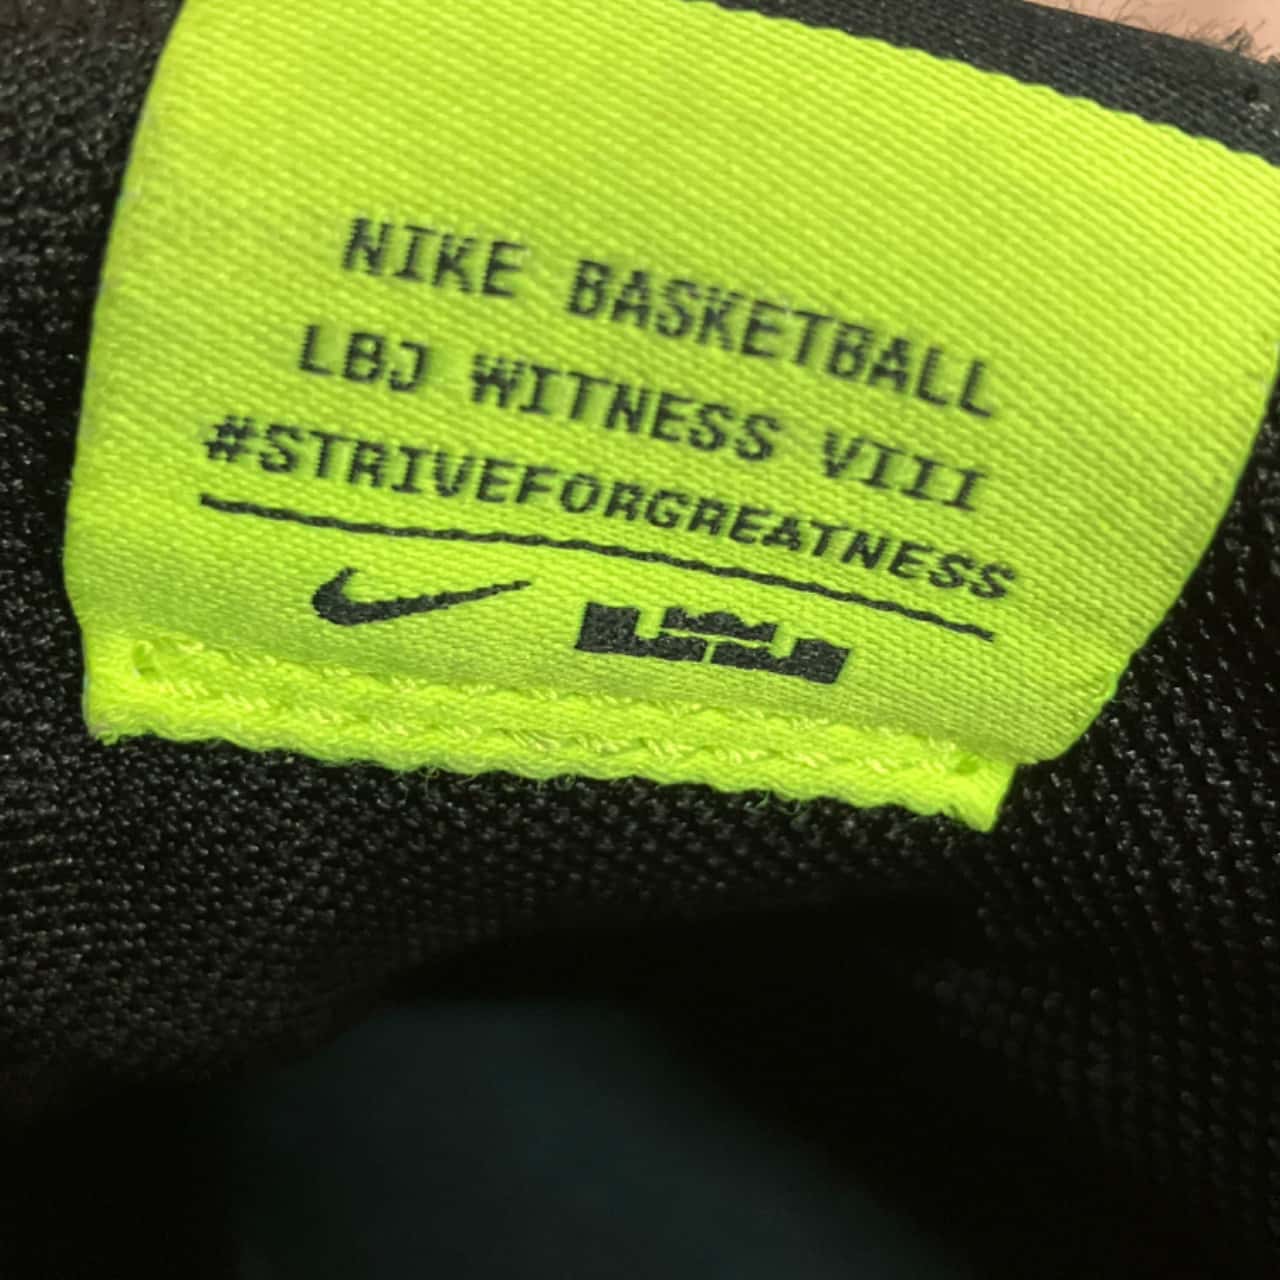 NIKE BASKETBALL
LBJ WITNESS VIII
#STRIVEFORGREATNESS